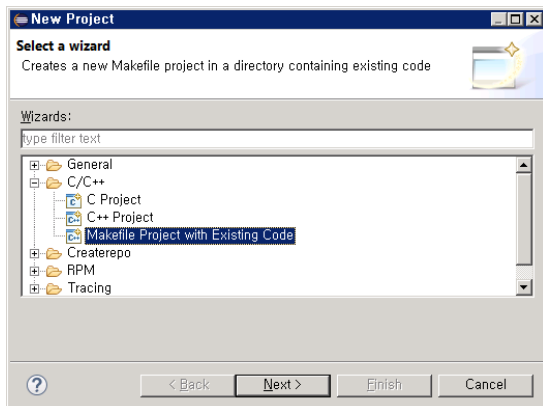 New Project
Select a wizard
Creates a new Makefile project in a directory containing existing code
Wizards:
type filter text
General
C/C++
C Project
C++ Project
Makefile Project with Existing Code
Createrepo
RPM
Tracing
< Back
Next >
Finish
Cancel